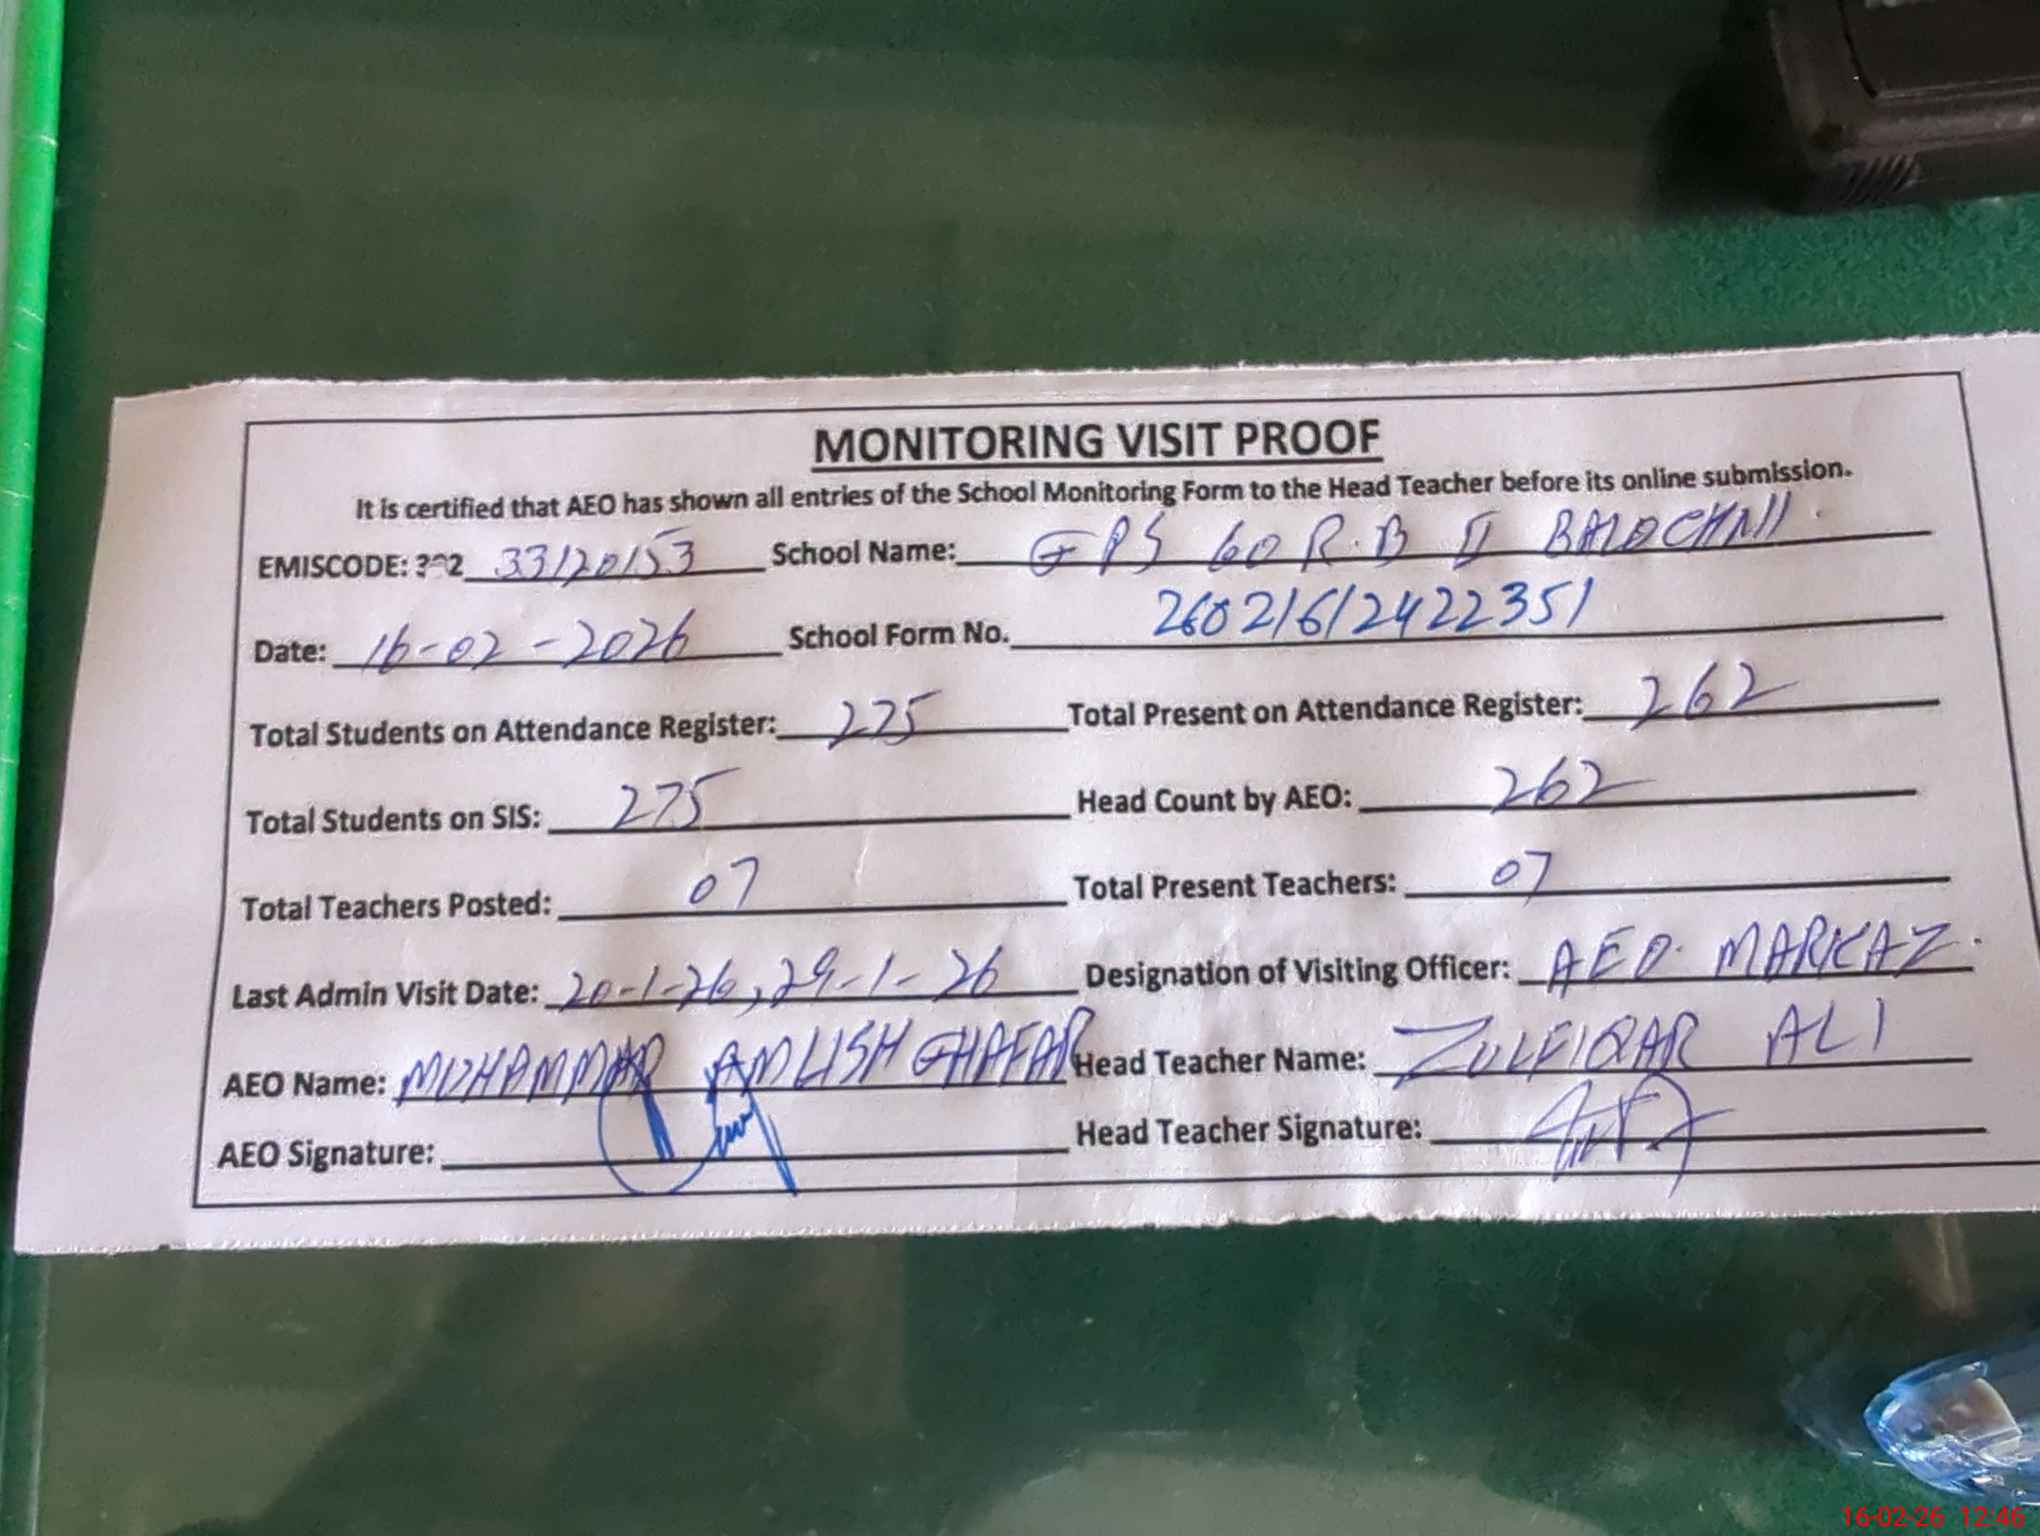 MONITORING VISIT PROOF
It is certified that AEO has shown all entries of the School Monitoring Form to the Head Teacher before its online submission.
EMISCODE: 33120153 School Name: GPS 60 R.B II BALOCHNI
Date: 16-02-2026 School Form No. 26021612422351
Total Students on Attendance Register: 275 Total Present on Attendance Register: 262
Total Students on SIS: 275 Head Count by AEO: 262
Total Teachers Posted: 07 Total Present Teachers: 07
Last Admin Visit Date: 20-1-26, 29-1-26 Designation of Visiting Officer: AEO. MARKAZ.
AEO Name: MUHAMMAD GHAFAR Head Teacher Name: ZULFIQAR ALI
AEO Signature: Head Teacher Signature:
16-02-26 12:46